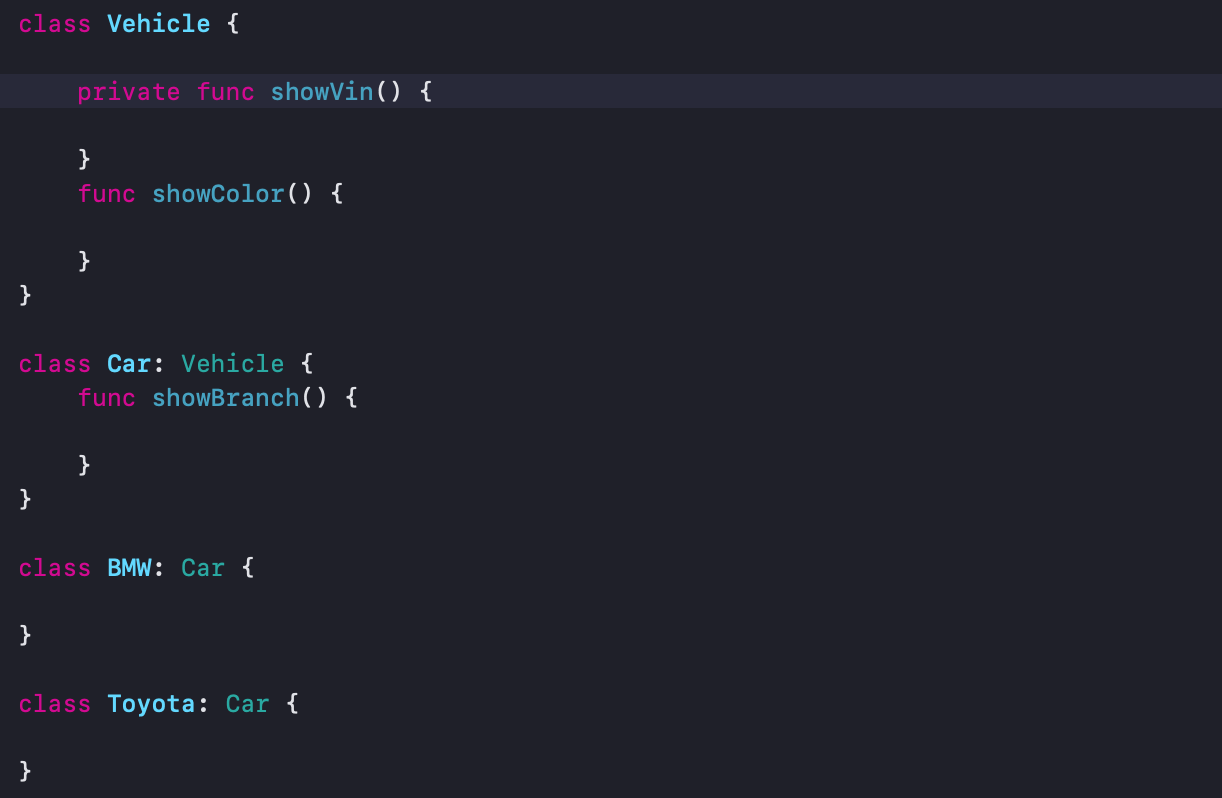 class Vehicle {
    private func showVin() {
    }
    func showColor() {
    }
}
class Car: Vehicle {
    func showBranch() {
    }
}
class BMW: Car {
}
class Toyota: Car {
}